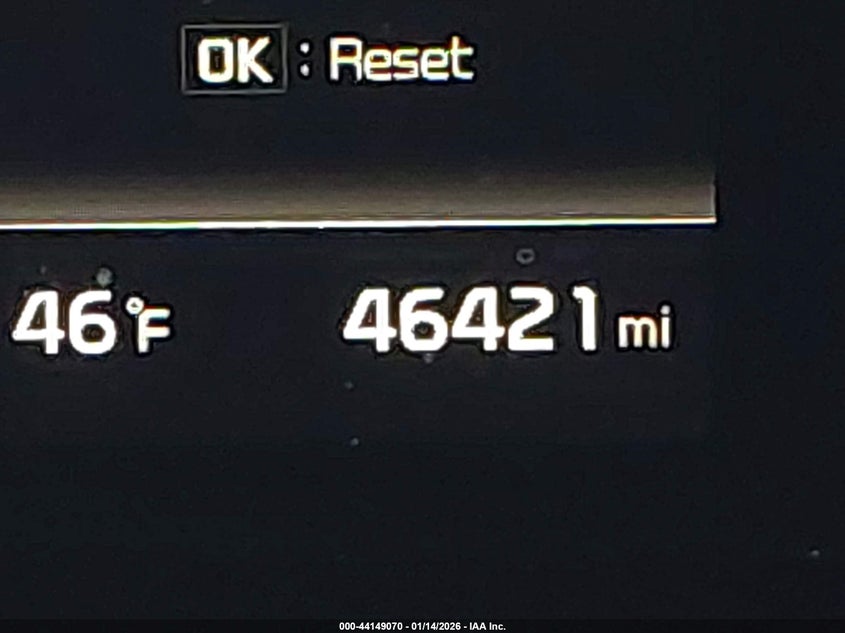 OK : Reset
46°F 46421 mi
000-44149070 - 01/14/2026 - IAA Inc.